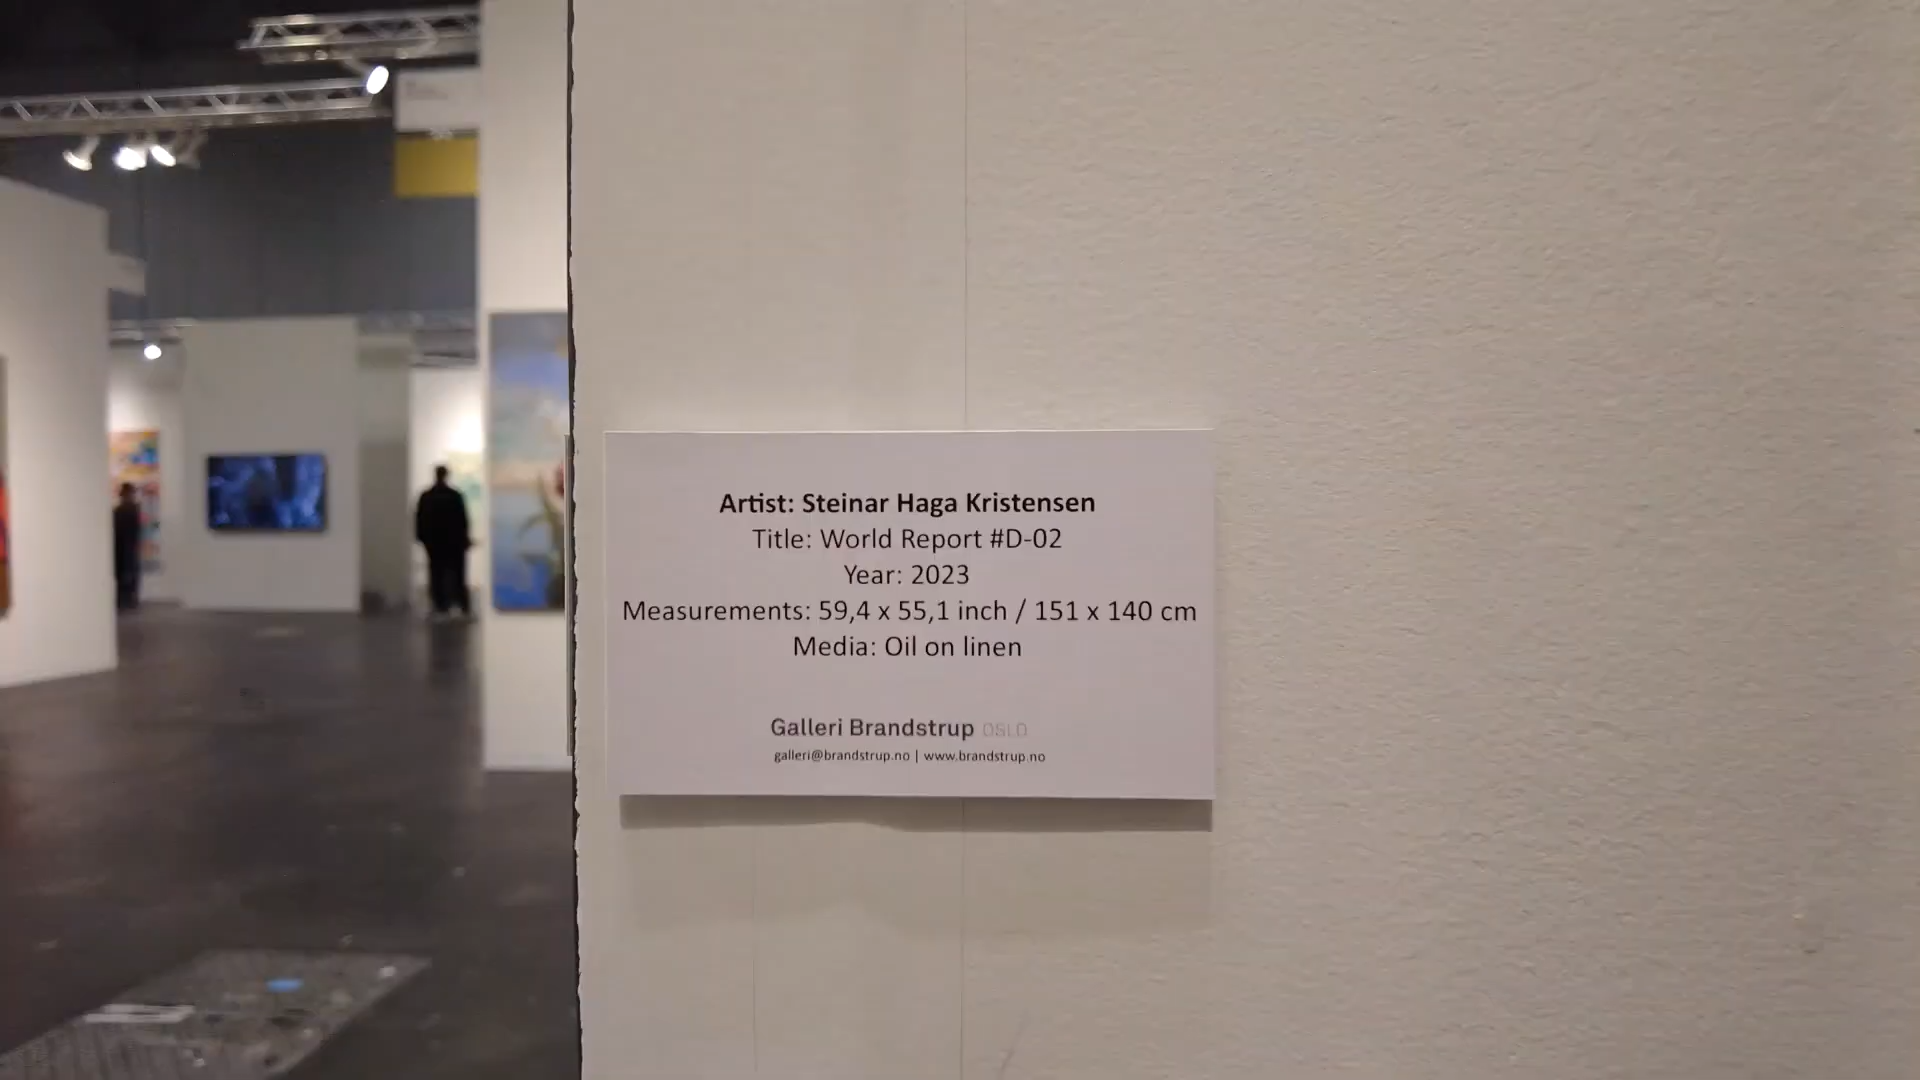 Artist: Steinar Haga Kristensen
Title: World Report #D-02
Year: 2023
Measurements: 59,4 x 55,1 inch / 151 x 140 cm
Media: Oil on linen
Galleri Brandstrup OSLO
galleri@brandstrup.no | www.brandstrup.no